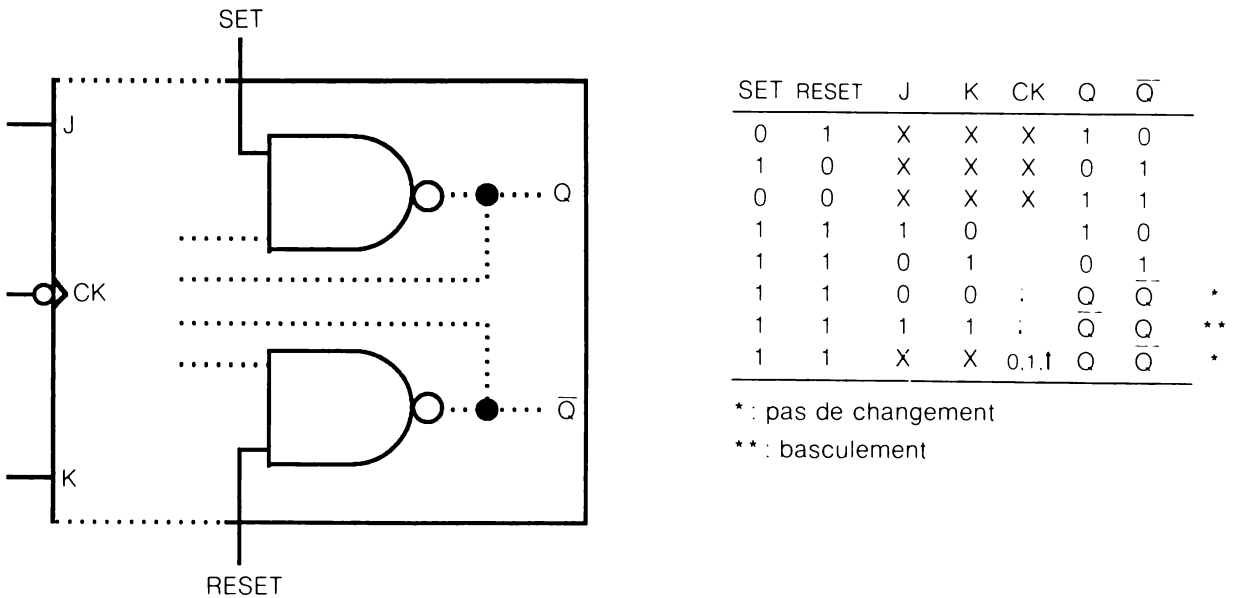 SET
J
Q
CK
Q̅
K
RESET
SET RESET J K CK Q Q̅
0 1 X X X 1 0
1 0 X X X 0 1
0 0 X X X 1 1
1 1 1 0 1 0
1 1 0 1 0 1
1 1 0 0 Q Q̅ *
1 1 1 1 Q̅ Q **
1 1 X X 0.1.↑ Q Q̅ *
* : pas de changement
** : basculement